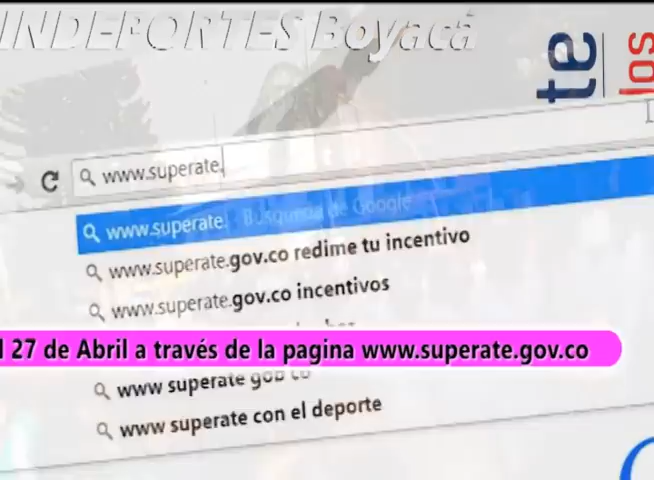 INDEPORTES Boyacá
te
los
www.superate.
www.superate. Búsqueda de Google
www.superate.gov.co redime tu incentivo
www.superate.gov.co incentivos
l 27 de Abril a través de la pagina www.superate.gov.co
www superate gob co
www superate con el deporte